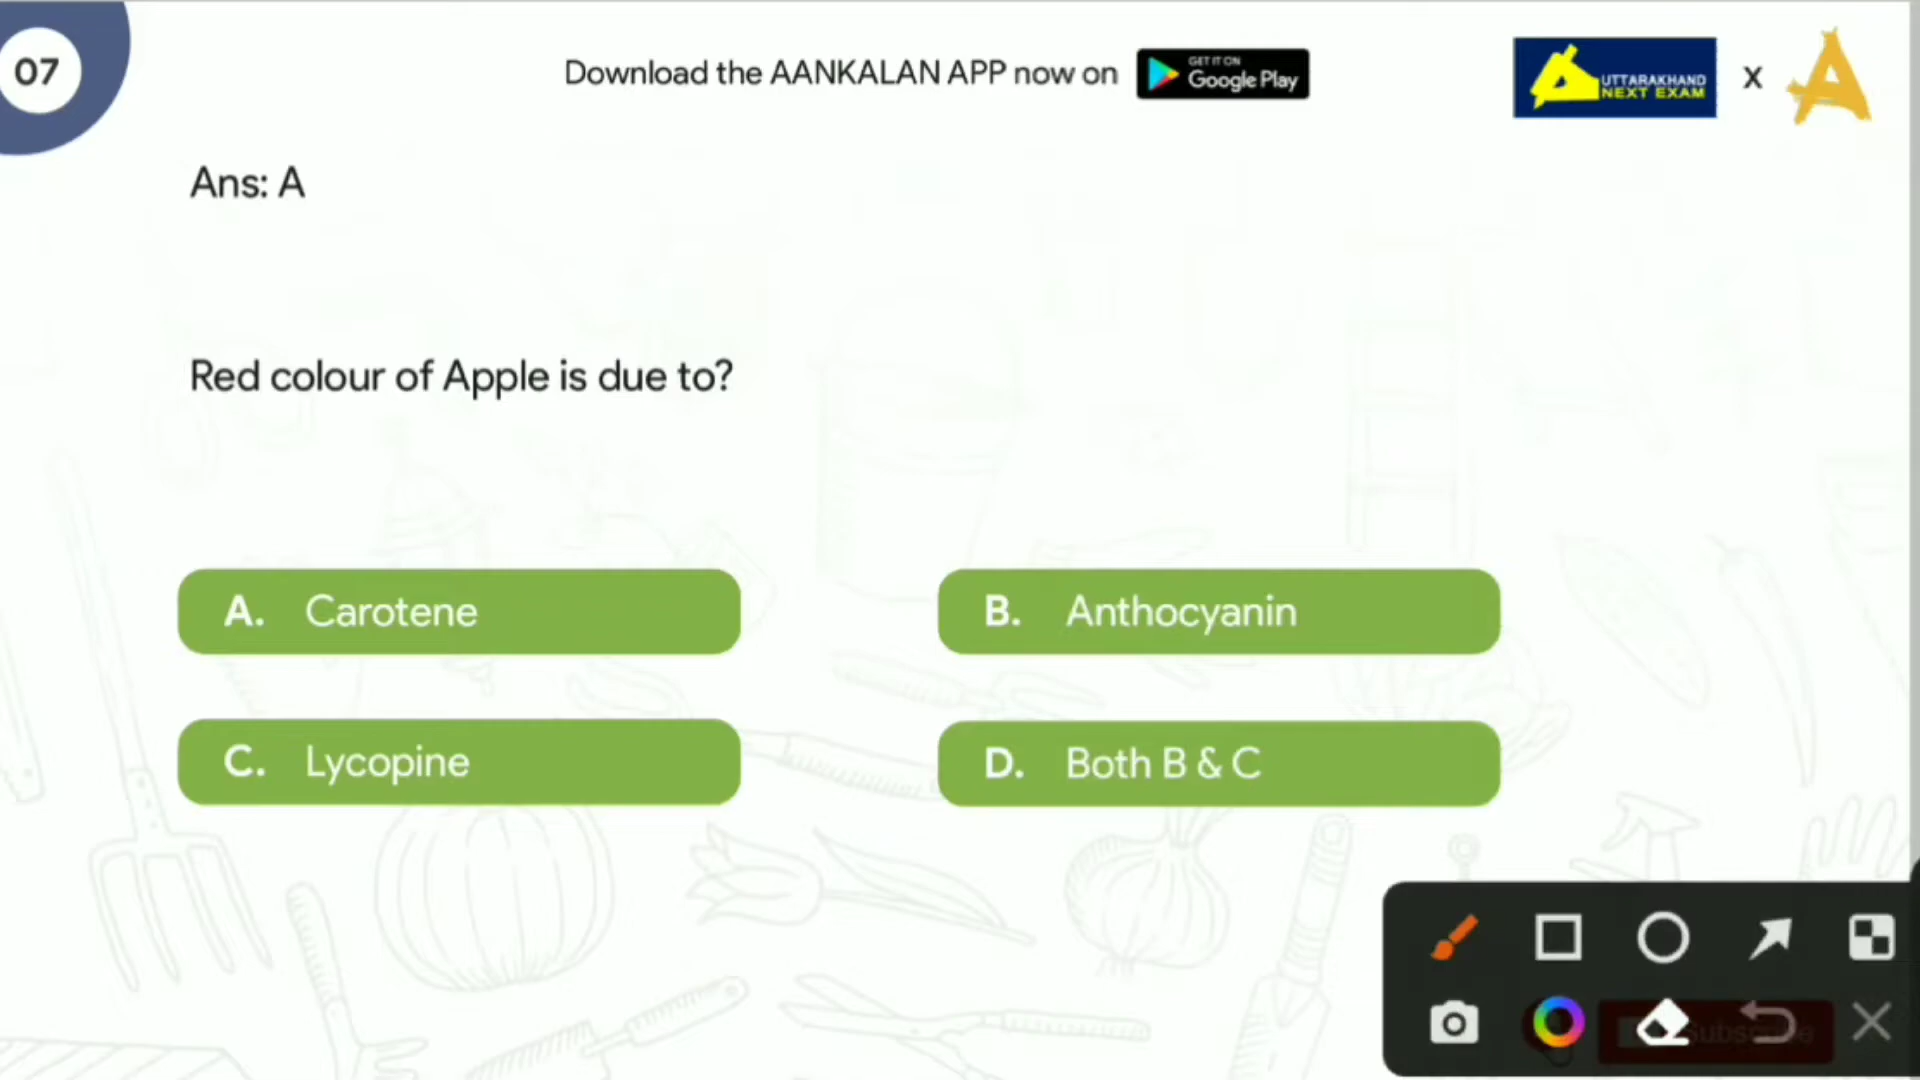 07
Download the AANKALAN APP now on
GET IT ON
Google Play
UTTARAKHAND
NEXT EXAM
X
Ans: A
Red colour of Apple is due to?
A. Carotene
B. Anthocyanin
C. Lycopine
D. Both B & C
Subscribe